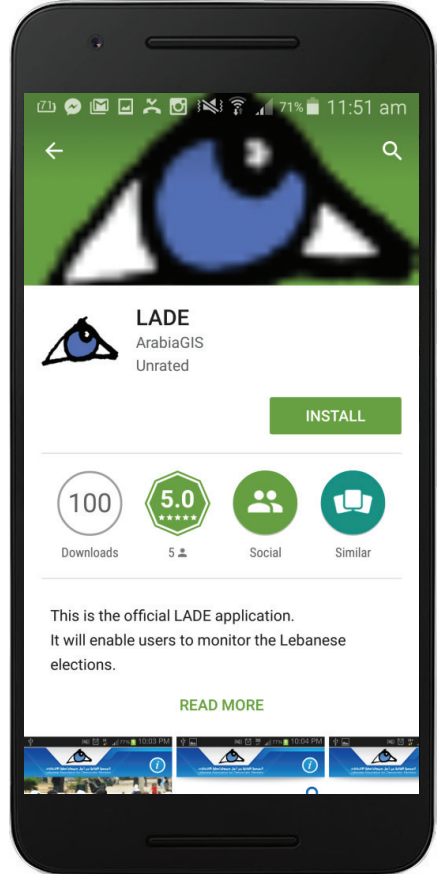 71 71% 11:51 am
LADE
ArabiaGIS
Unrated
INSTALL
100
5.0
Downloads
5
Social
Similar
This is the official LADE application.
It will enable users to monitor the Lebanese
elections.
READ MORE
10:03 PM
10:04 PM